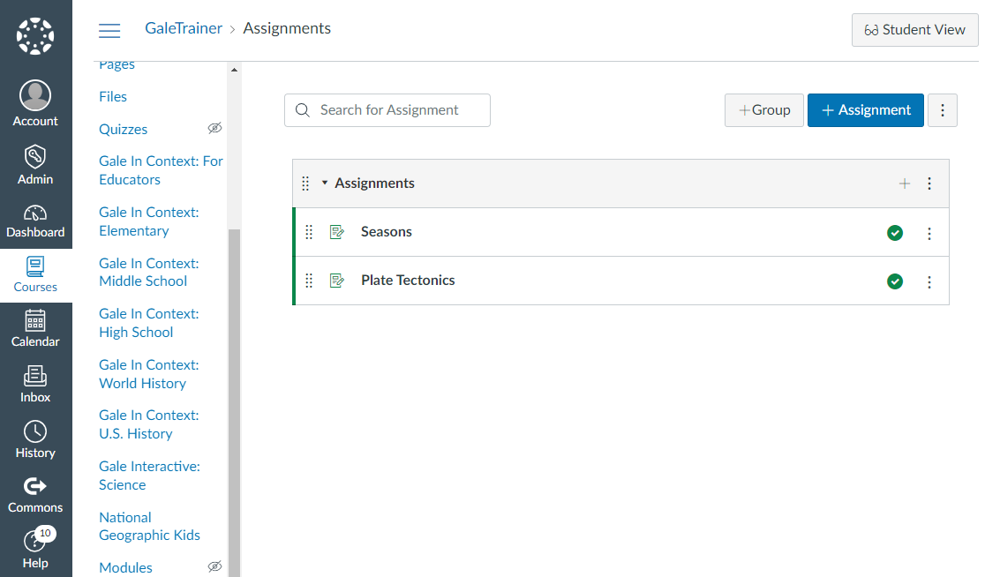 GaleTrainer > Assignments
Student View
Account
Admin
Dashboard
Courses
Calendar
Inbox
History
Commons
10
Help
Pages
Files
Quizzes
Gale In Context: For
Educators
Gale In Context:
Elementary
Gale In Context:
Middle School
Gale In Context:
High School
Gale In Context:
World History
Gale In Context:
U.S. History
Gale Interactive:
Science
National
Geographic Kids
Modules
Search for Assignment
+Group
+ Assignment
Assignments
Seasons
Plate Tectonics